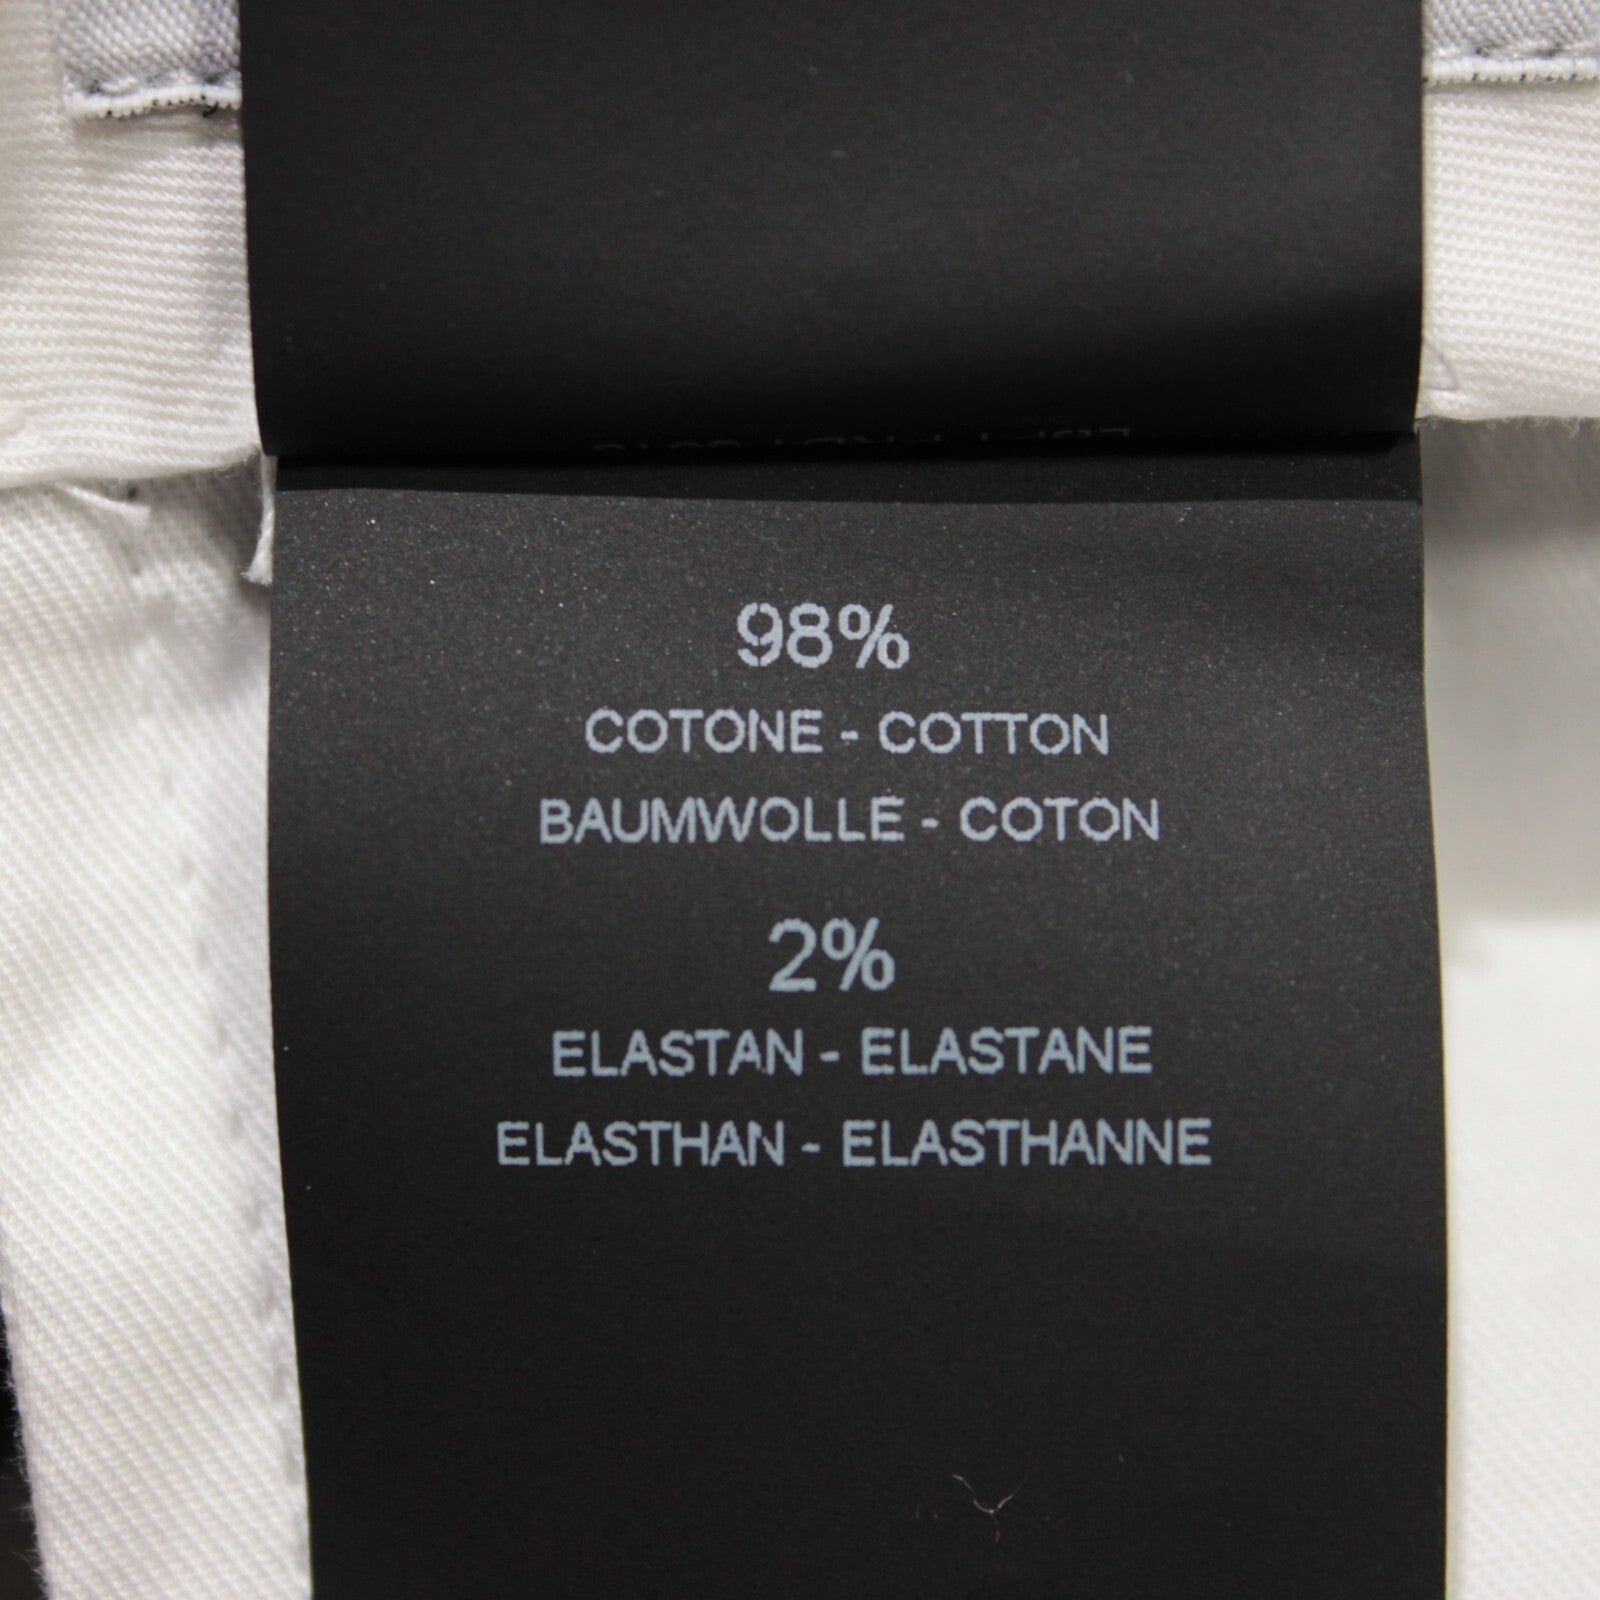 98%
COTONE - COTTON
BAUMWOLLE - COTON
2%
ELASTAN - ELASTANE
ELASTHAN - ELASTHANNE